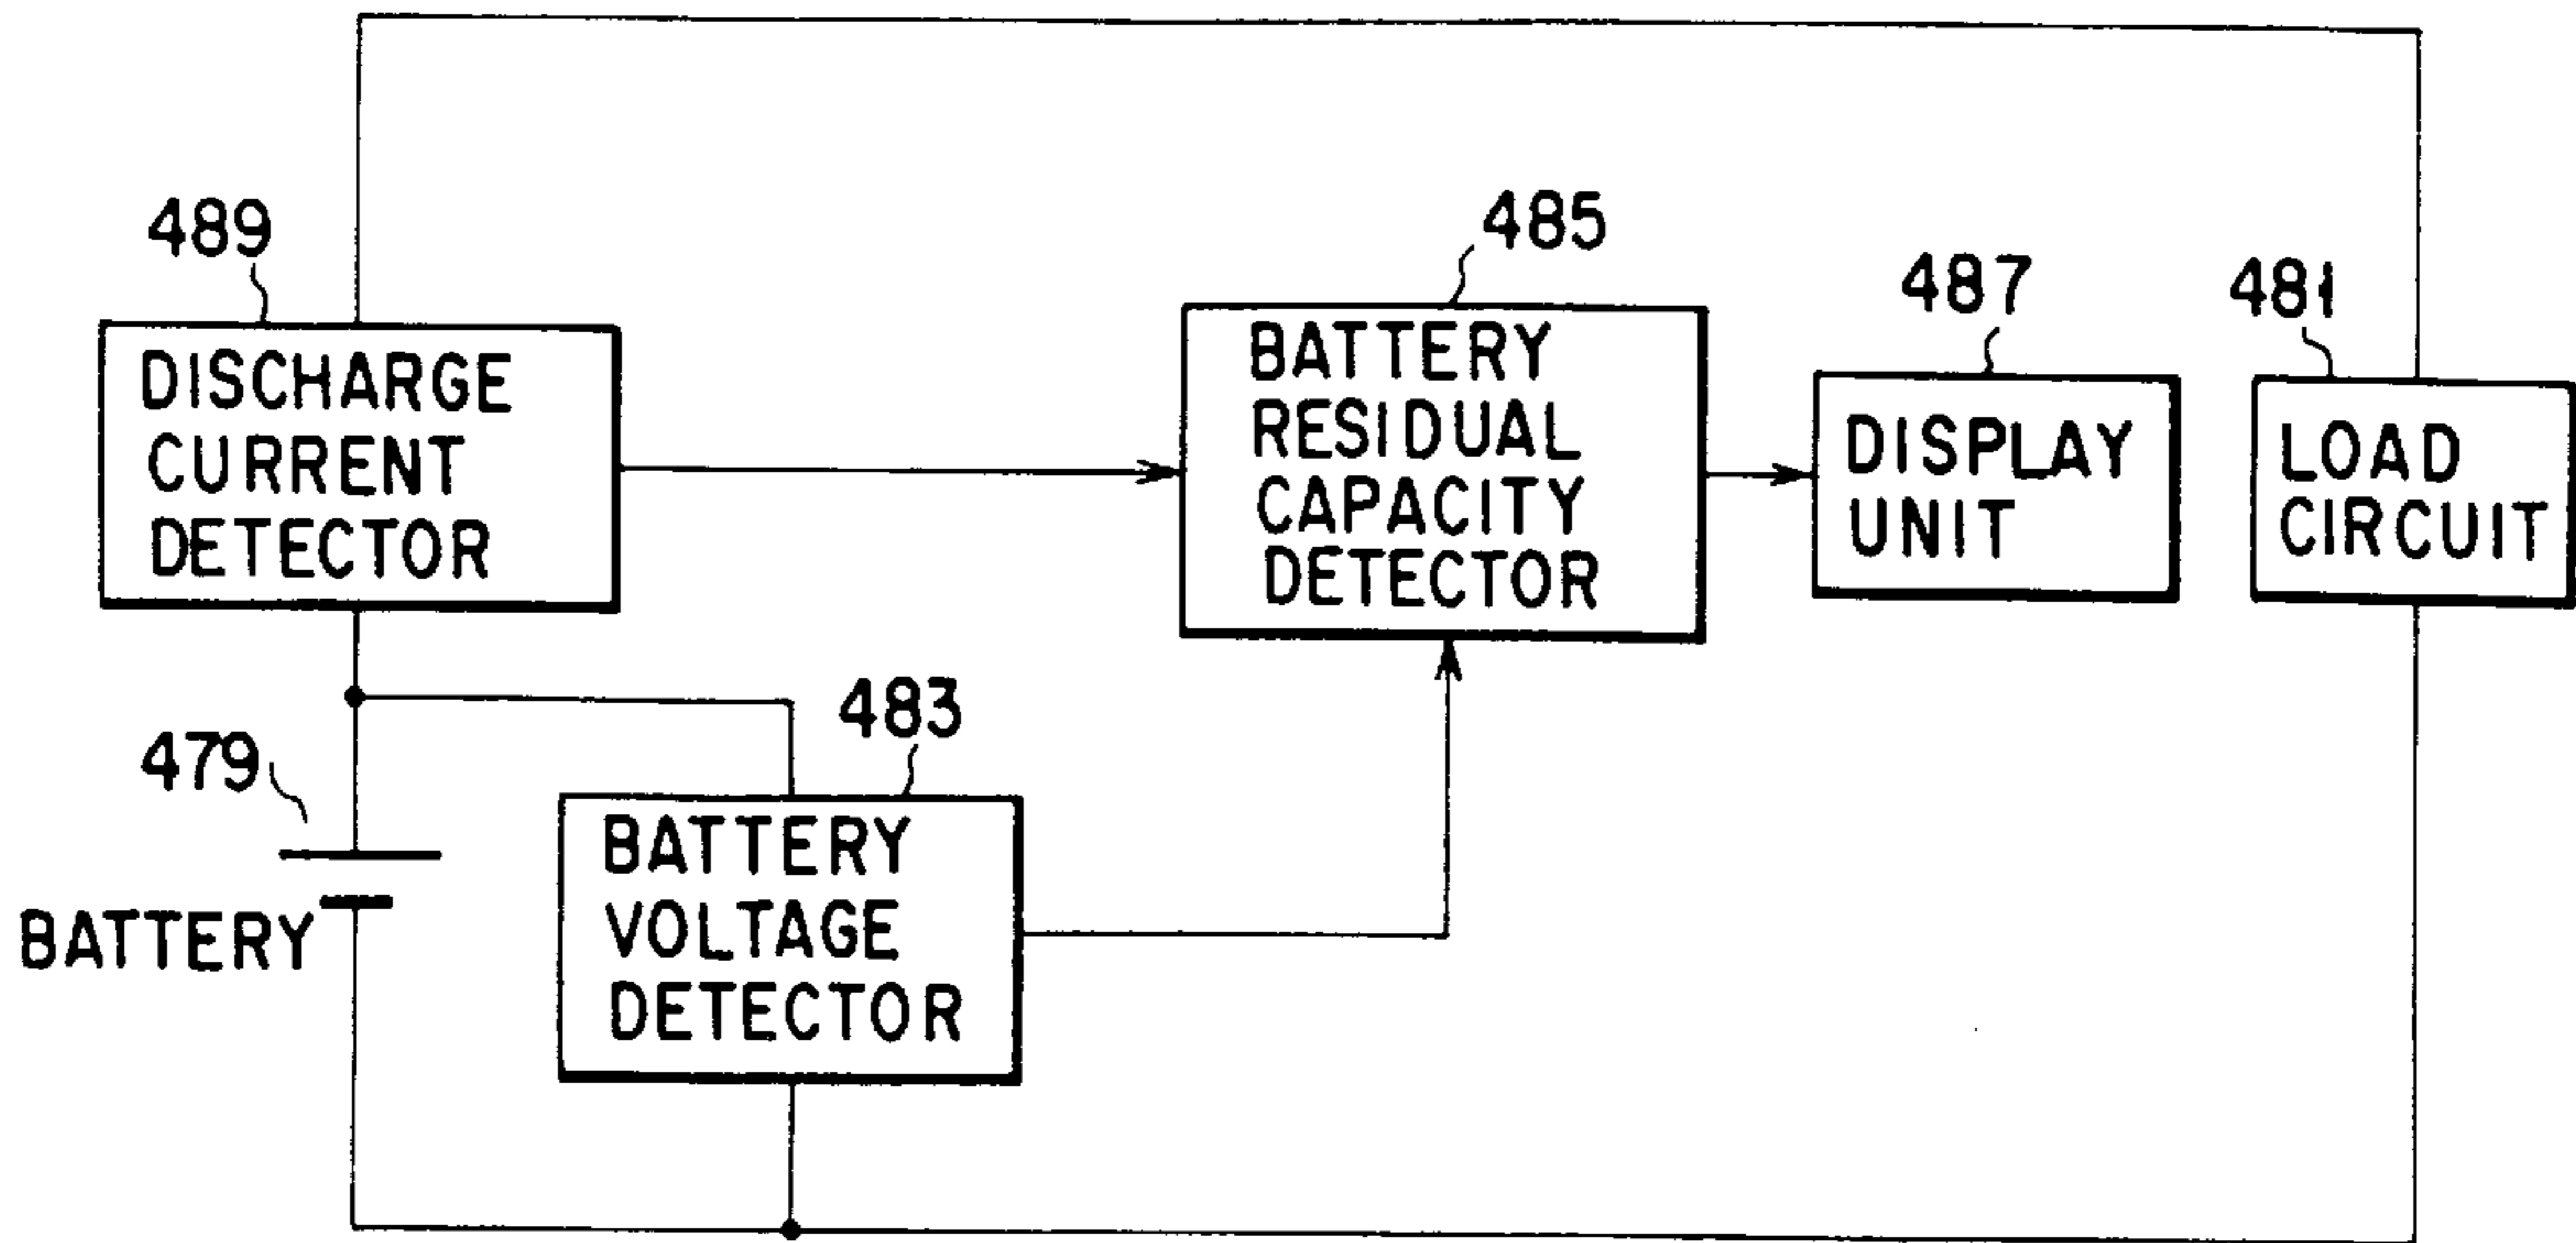 489
DISCHARGE
CURRENT
DETECTOR
485
BATTERY
RESIDUAL
CAPACITY
DETECTOR
487
DISPLAY
UNIT
481
LOAD
CIRCUIT
479
BATTERY
483
BATTERY
VOLTAGE
DETECTOR